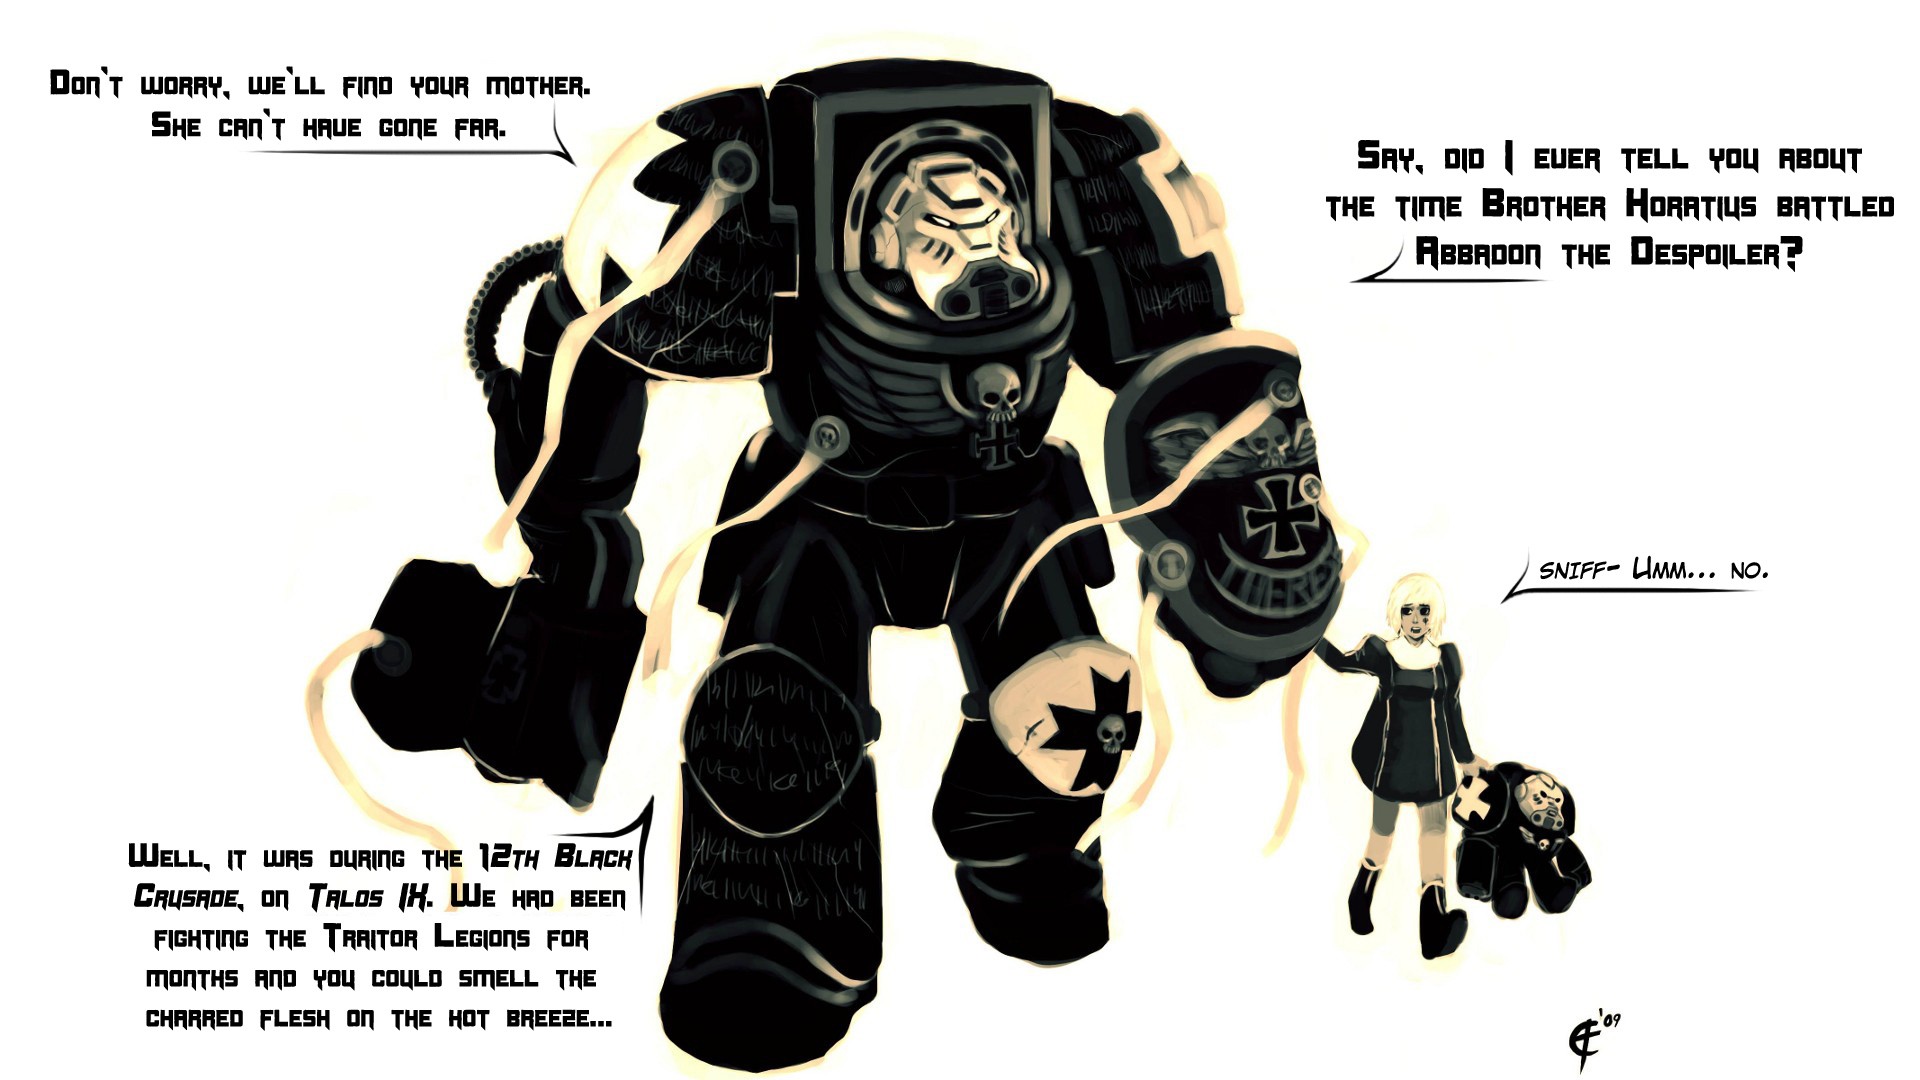 Don't worry, we'll find your mother.
She can't have gone far.
Say, did I ever tell you about
the time Brother Horatius battled
Abbadon the Despoiler?
sniff- Umm... no.
Well, it was during the 12th Black
Crusade, on Talos IX. We had been
fighting the Traitor Legions for
months and you could smell the
charred flesh on the hot breeze...
'09